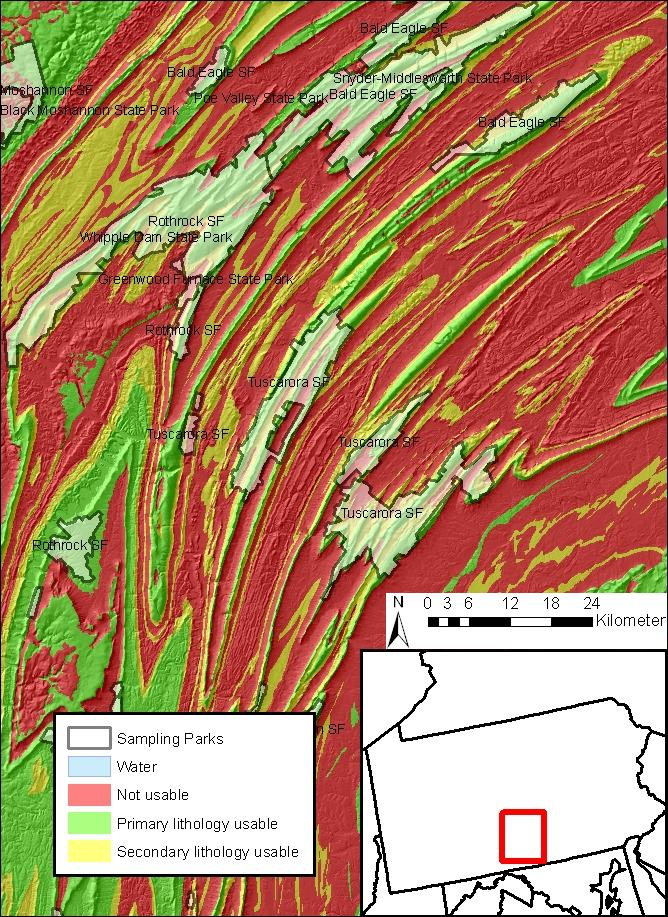 Bald Eagle SF
Bald Eagle SF
Snyder-Middlesworth State Park
Moshannon SF
Poe Valley State Park
Bald Eagle SF
Black Moshannon State Park
Bald Eagle SF
Rothrock SF
Whipple Dam State Park
Greenwood Furnace State Park
Rothrock SF
Tuscarora SF
Tuscarora SF
Tuscarora SF
Tuscarora SF
Rothrock SF
N
0 3 6 12 18 24
Kilometer
SF
Sampling Parks
Water
Not usable
Primary lithology usable
Secondary lithology usable